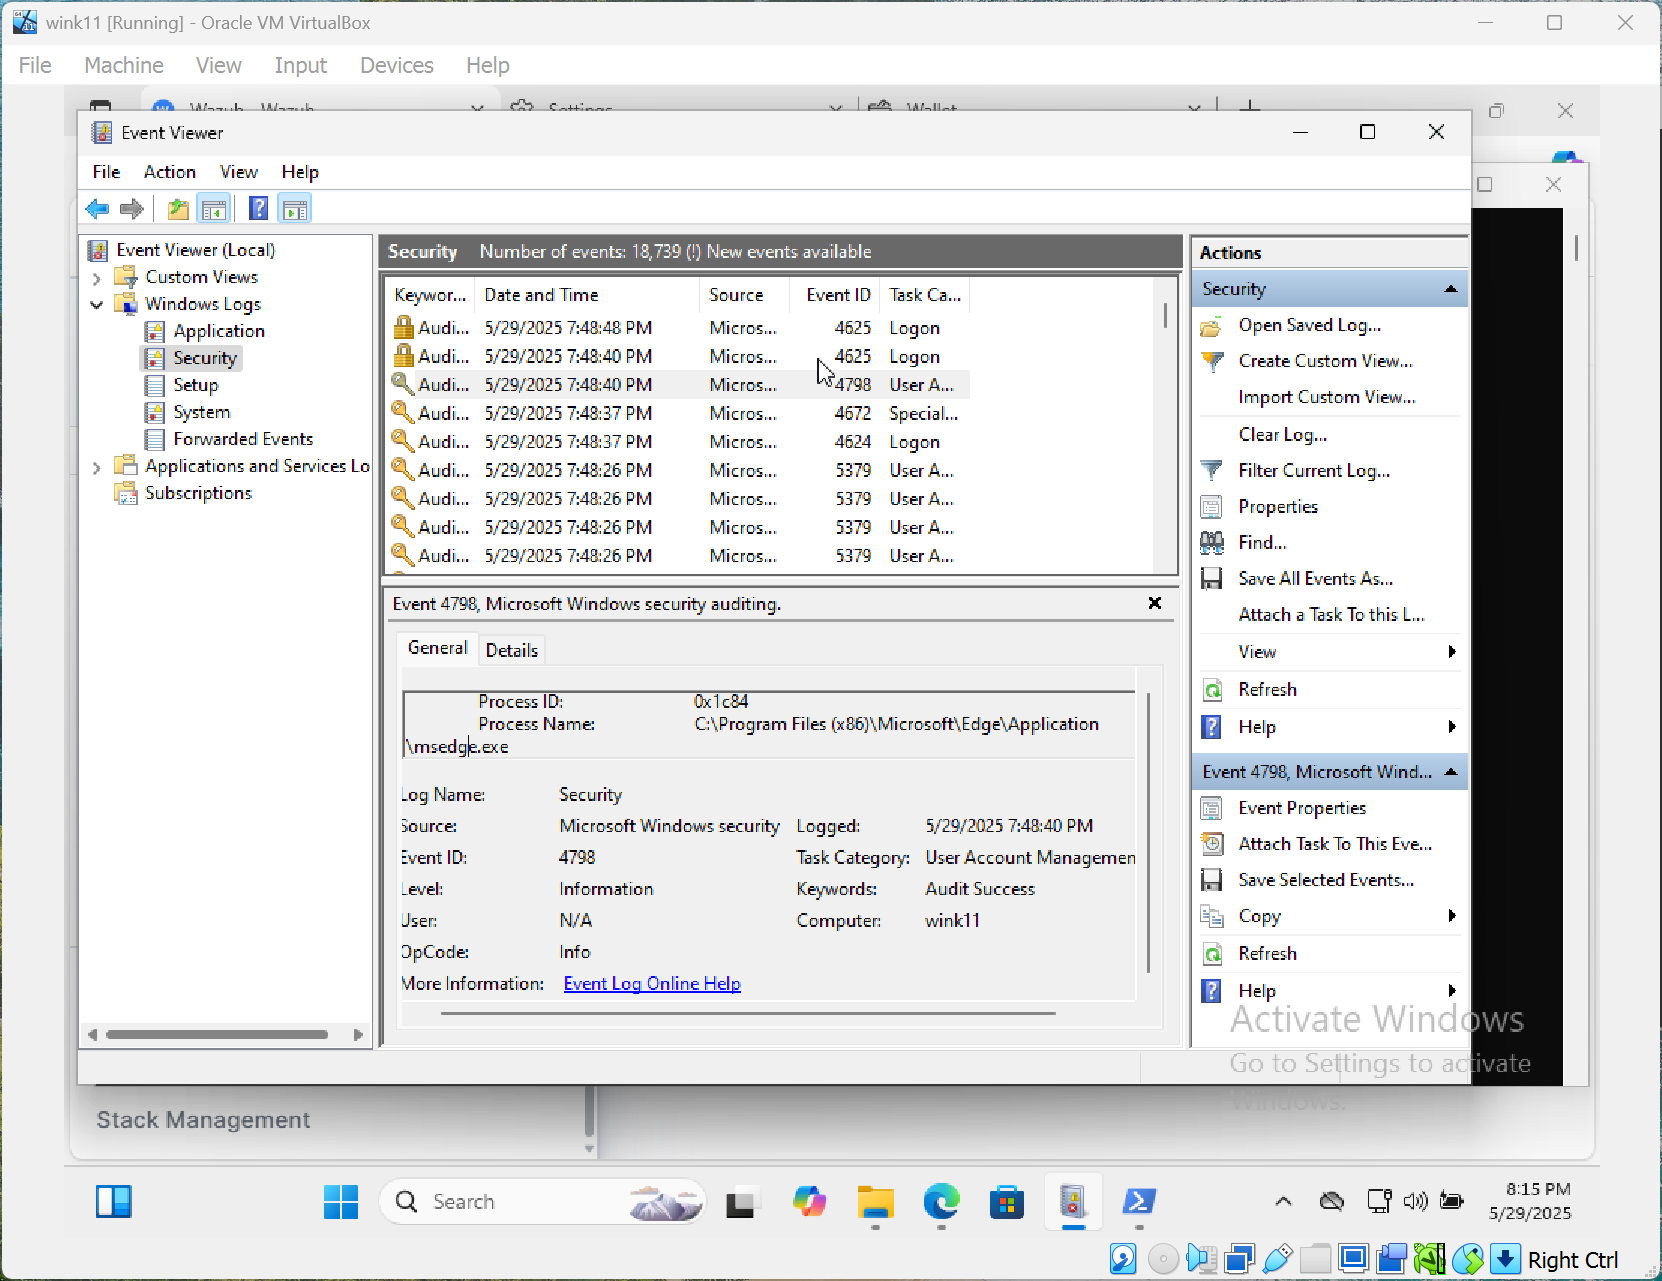 wink11 [Running] - Oracle VM VirtualBox
File Machine View Input Devices Help
Wazuh - Wazuh Settings Wallet
Event Viewer
File Action View Help
Event Viewer (Local)
Custom Views
Windows Logs
Application
Security
Setup
System
Forwarded Events
Applications and Services Lo
Subscriptions
Security Number of events: 18,739 (!) New events available
Keywor... Date and Time Source Event ID Task Ca...
Audi... 5/29/2025 7:48:48 PM Micros... 4625 Logon
Audi... 5/29/2025 7:48:40 PM Micros... 4625 Logon
Audi... 5/29/2025 7:48:40 PM Micros... 4798 User A...
Audi... 5/29/2025 7:48:37 PM Micros... 4672 Special...
Audi... 5/29/2025 7:48:37 PM Micros... 4624 Logon
Audi... 5/29/2025 7:48:26 PM Micros... 5379 User A...
Audi... 5/29/2025 7:48:26 PM Micros... 5379 User A...
Audi... 5/29/2025 7:48:26 PM Micros... 5379 User A...
Audi... 5/29/2025 7:48:26 PM Micros... 5379 User A...
Event 4798, Microsoft Windows security auditing.
General Details
Process ID: 0x1c84
Process Name: C:\Program Files (x86)\Microsoft\Edge\Application
\msedge.exe
Log Name: Security
Source: Microsoft Windows security Logged: 5/29/2025 7:48:40 PM
Event ID: 4798 Task Category: User Account Managemen
Level: Information Keywords: Audit Success
User: N/A Computer: wink11
OpCode: Info
More Information: Event Log Online Help
Actions
Security
Open Saved Log...
Create Custom View...
Import Custom View...
Clear Log...
Filter Current Log...
Properties
Find...
Save All Events As...
Attach a Task To this L...
View
Refresh
Help
Event 4798, Microsoft Wind...
Event Properties
Attach Task To This Eve...
Save Selected Events...
Copy
Refresh
Help
Activate Windows
Go to Settings to activate
Windows.
Stack Management
Search
8:15 PM
5/29/2025
Right Ctrl